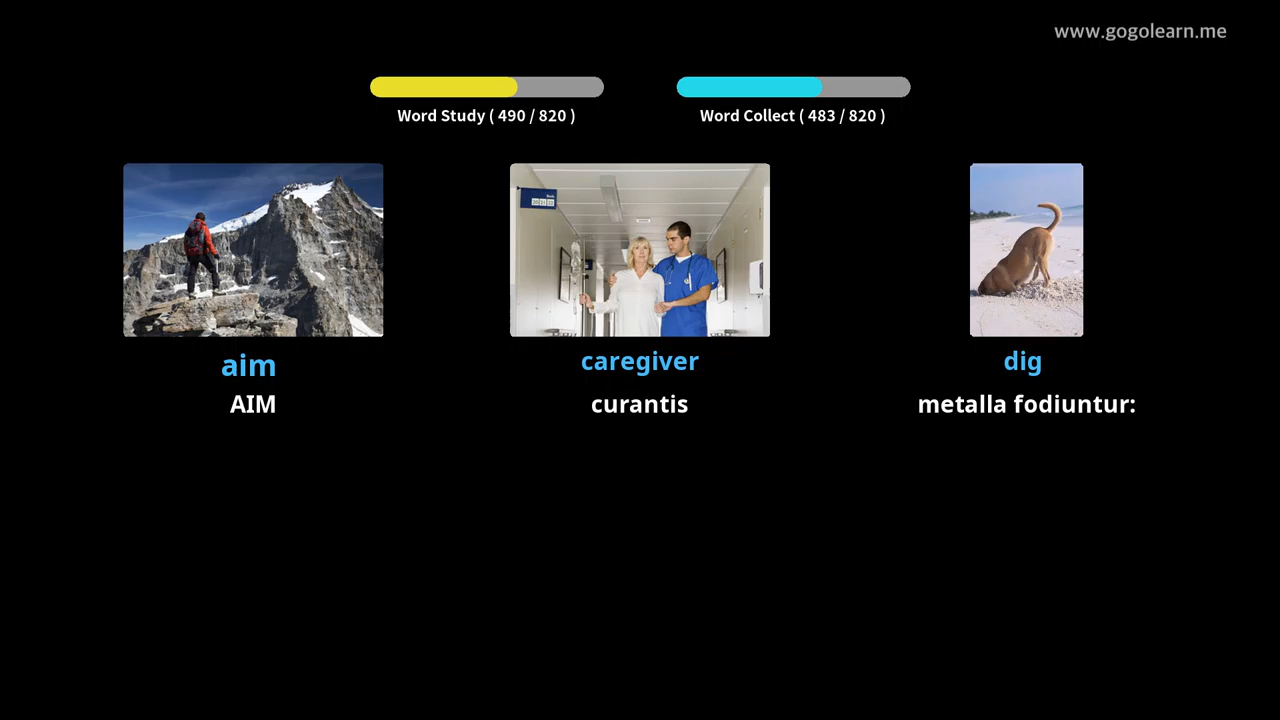 www.gogolearn.me
Word Study ( 490 / 820 )
Word Collect ( 483 / 820 )
aim
caregiver
dig
AIM
curantis
metalla fodiuntur: